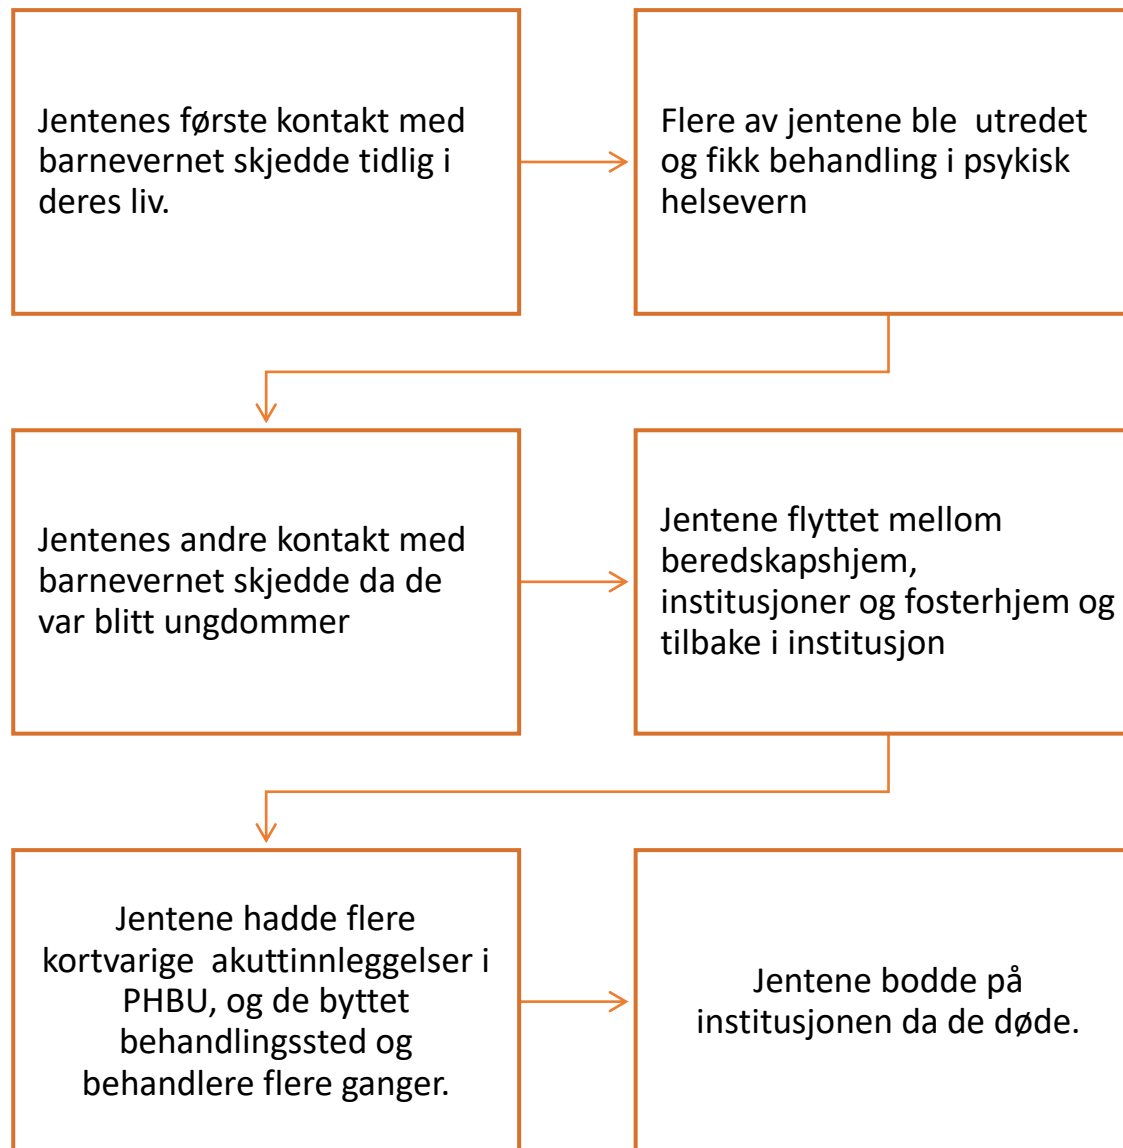 Jentenes første kontakt med
barnevernet skjedde tidlig i
deres liv.
Flere av jentene ble  utredet
og fikk behandling i psykisk
helsevern
Jentenes andre kontakt med
barnevernet skjedde da de
var blitt ungdommer
Jentene flyttet mellom
beredskapshjem,
institusjoner og fosterhjem og
tilbake i institusjon
Jentene hadde flere
kortvarige  akuttinnleggelser i
PHBU, og de byttet
behandlingssted og
behandlere flere ganger.
Jentene bodde på
institusjonen da de døde.